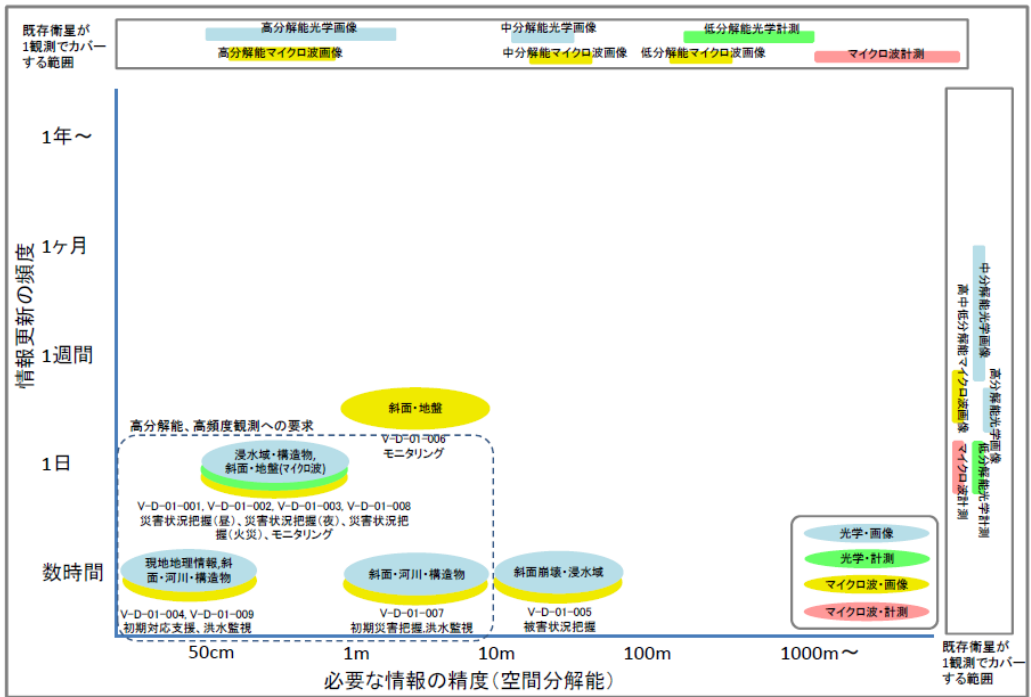 既存衛星が
1観測でカバー
する範囲
高分解能光学画像
中分解能光学画像
低分解能光学計測
高分解能マイクロ波画像
中分解能マイクロ波画像
低分解能マイクロ波画像
マイクロ波計測
情報更新の頻度
1年～
1ヶ月
1週間
1日
数時間
斜面・地盤
V-D-01-006
モニタリング
高分解能、高頻度観測への要求
浸水域・構造物,
斜面・地盤(マイクロ波)
V-D-01-001, V-D-01-002, V-D-01-003, V-D-01-008
災害状況把握(昼)、災害状況把握(夜)、災害状況把
握(火災)、モニタリング
現地地理情報,斜
面・河川・構造物
V-D-01-004, V-D-01-009
初期対応支援、洪水監視
斜面・河川・構造物
V-D-01-007
初期災害把握,洪水監視
斜面崩壊・浸水域
V-D-01-005
被害状況把握
光学・画像
光学・計測
マイクロ波・画像
マイクロ波・計測
中分解能光学画像
高中低分解能マイクロ波画像
高分解能光学画像
マイクロ波計測
低分解能光学計測
50cm
1m
10m
100m
1000m～
必要な情報の精度(空間分解能)
既存衛星が
1観測でカバー
する範囲